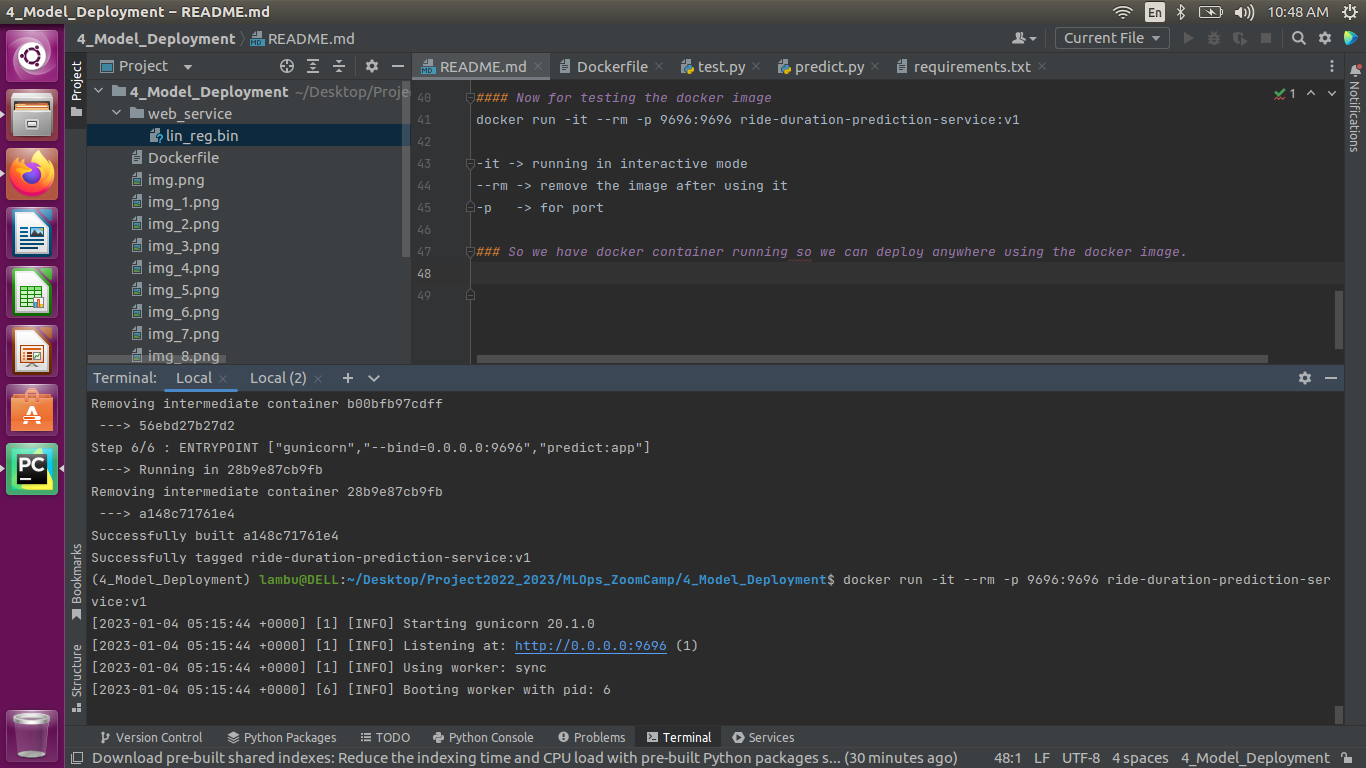 4_Model_Deployment – README.md
En
10:48 AM
4_Model_Deployment
README.md
Current File
Project
Project
4_Model_Deployment ~/Desktop/Proje
web_service
lin_reg.bin
Dockerfile
img.png
img_1.png
img_2.png
img_3.png
img_4.png
img_5.png
img_6.png
img_7.png
img_8.png
README.md
Dockerfile
test.py
predict.py
requirements.txt
Notifications
1
40 #### Now for testing the docker image
41 docker run -it --rm -p 9696:9696 ride-duration-prediction-service:v1
42
43 -it -> running in interactive mode
44 --rm -> remove the image after using it
45 -p   -> for port
46
47 ### So we have docker container running so we can deploy anywhere using the docker image.
48
49
Terminal:
Local
Local (2)
Removing intermediate container b00bfb97cdff
---> 56ebd27b27d2
Step 6/6 : ENTRYPOINT ["gunicorn","--bind=0.0.0.0:9696","predict:app"]
---> Running in 28b9e87cb9fb
Removing intermediate container 28b9e87cb9fb
---> a148c71761e4
Successfully built a148c71761e4
Successfully tagged ride-duration-prediction-service:v1
(4_Model_Deployment) lambu@DELL:~/Desktop/Project2022_2023/MLOps_ZoomCamp/4_Model_Deployment$ docker run -it --rm -p 9696:9696 ride-duration-prediction-ser
vice:v1
[2023-01-04 05:15:44 +0000] [1] [INFO] Starting gunicorn 20.1.0
[2023-01-04 05:15:44 +0000] [1] [INFO] Listening at: http://0.0.0.0:9696 (1)
[2023-01-04 05:15:44 +0000] [1] [INFO] Using worker: sync
[2023-01-04 05:15:44 +0000] [6] [INFO] Booting worker with pid: 6
Bookmarks
Structure
PC
A
Version Control
Python Packages
TODO
Python Console
Problems
Terminal
Services
Download pre-built shared indexes: Reduce the indexing time and CPU load with pre-built Python packages s... (30 minutes ago)
48:1
LF
UTF-8
4 spaces
4_Model_Deployment